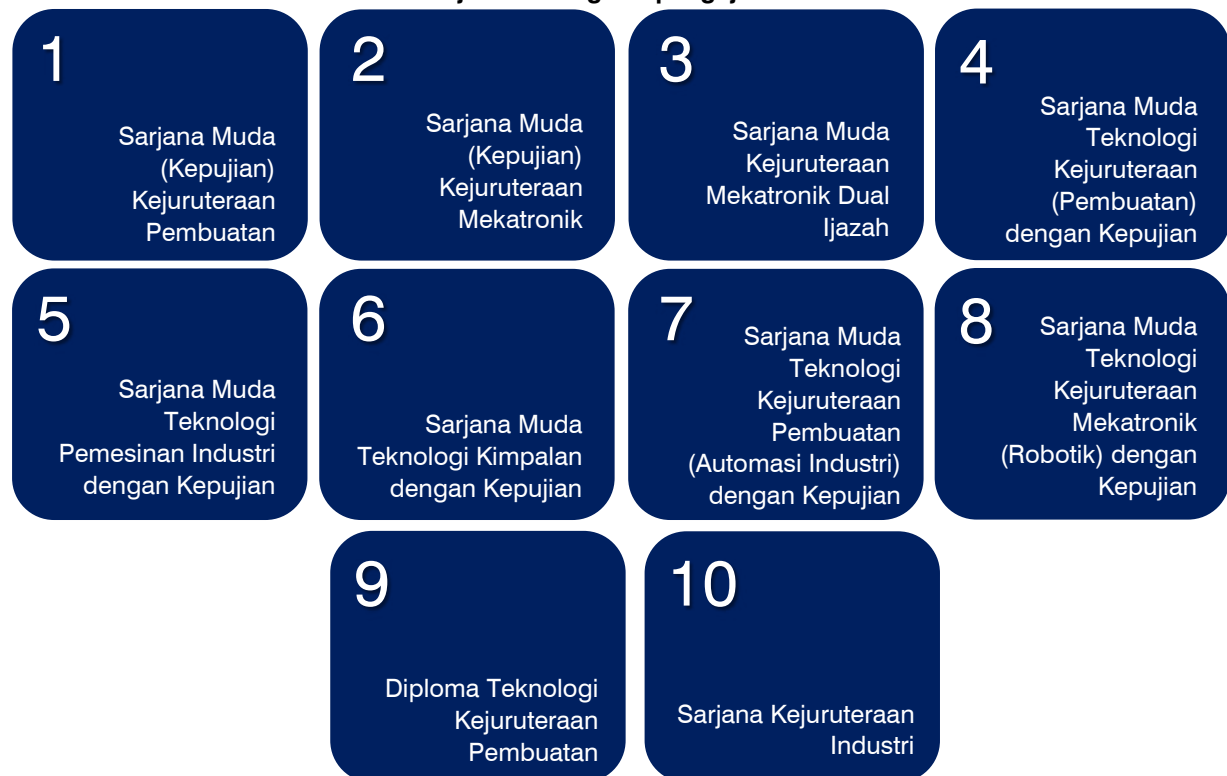 1
Sarjana Muda
(Kepujian)
Kejuruteraan
Pembuatan
2
Sarjana Muda
(Kepujian)
Kejuruteraan
Mekatronik
3
Sarjana Muda
Kejuruteraan
Mekatronik Dual
Ijazah
4
Sarjana Muda
Teknologi
Kejuruteraan
(Pembuatan)
dengan Kepujian
5
Sarjana Muda
Teknologi
Pemesinan Industri
dengan Kepujian
6
Sarjana Muda
Teknologi Kimpalan
dengan Kepujian
7
Sarjana Muda
Teknologi
Kejuruteraan
Pembuatan
(Automasi Industri)
dengan Kepujian
8
Sarjana Muda
Teknologi
Kejuruteraan
Mekatronik
(Robotik) dengan
Kepujian
9
Diploma Teknologi
Kejuruteraan
Pembuatan
10
Sarjana Kejuruteraan
Industri